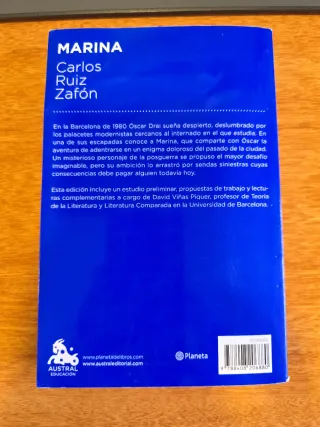 MARINA
Carlos
Ruiz
Zafón
En la Barcelona de 1980 Óscar Drai sueña despierto, deslumbrado por
los palacetes modernistas cercanos al internado en el que estudia. En
una de sus escapadas conoce a Marina, que comparte con Óscar la
aventura de adentrarse en un enigma doloroso del pasado de la ciudad.
Un misterioso personaje de la posguerra se propuso el mayor desafío
imaginable, pero su ambición lo arrastró por sendas siniestras cuyas
consecuencias debe pagar alguien todavía hoy.
Esta edición incluye un estudio preliminar, propuestas de trabajo y lectu-
ras complementarias a cargo de David Viñas Piquer, profesor de Teoría
de la Literatura y Literatura Comparada en la Universidad de Barcelona.
AUSTRAL
EDUCACIÓN
www.planetadelibros.com
www.australeditorial.com
Planeta
9 788408 206880